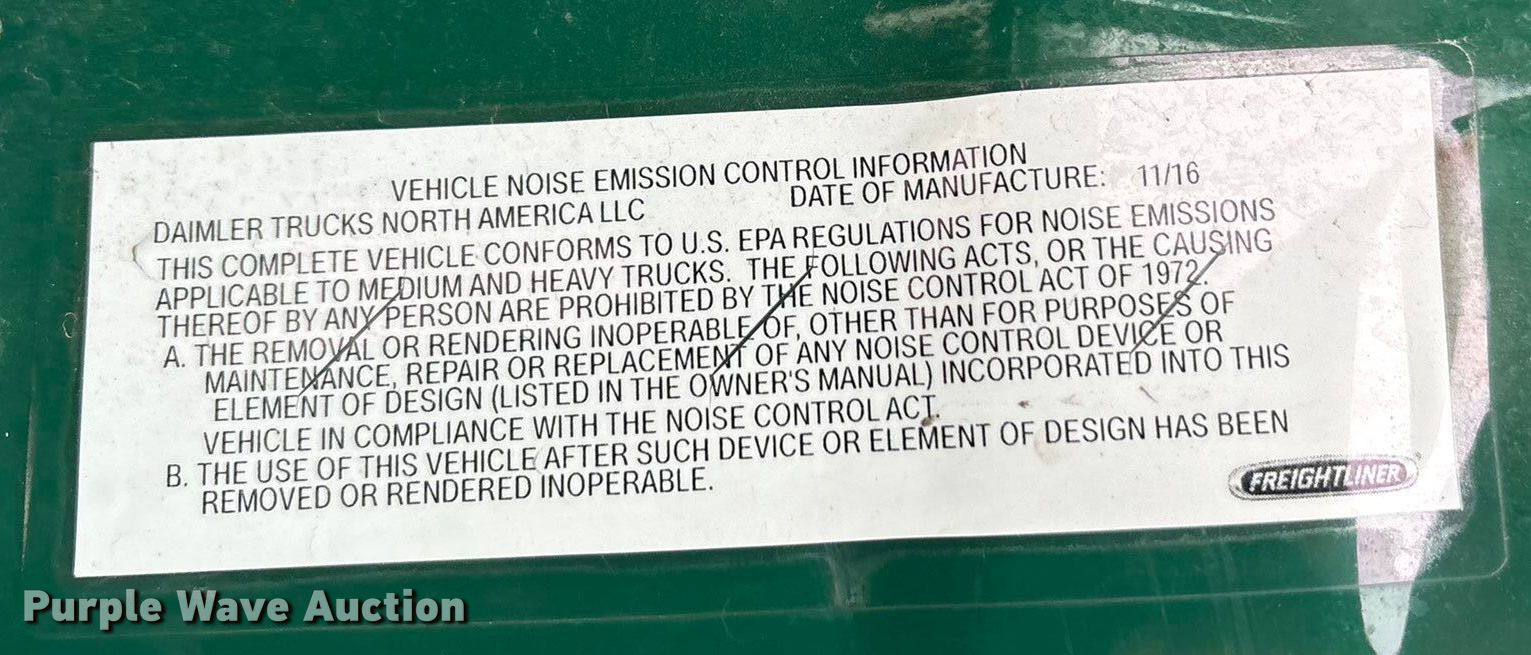 VEHICLE NOISE EMISSION CONTROL INFORMATION
DAIMLER TRUCKS NORTH AMERICA LLC DATE OF MANUFACTURE: 11/16
THIS COMPLETE VEHICLE CONFORMS TO U.S. EPA REGULATIONS FOR NOISE EMISSIONS
APPLICABLE TO MEDIUM AND HEAVY TRUCKS. THE FOLLOWING ACTS, OR THE CAUSING
THEREOF BY ANY PERSON ARE PROHIBITED BY THE NOISE CONTROL ACT OF 1972.
A. THE REMOVAL OR RENDERING INOPERABLE OF, OTHER THAN FOR PURPOSES OF
MAINTENANCE, REPAIR OR REPLACEMENT OF ANY NOISE CONTROL DEVICE OR
ELEMENT OF DESIGN (LISTED IN THE OWNER'S MANUAL) INCORPORATED INTO THIS
VEHICLE IN COMPLIANCE WITH THE NOISE CONTROL ACT.
B. THE USE OF THIS VEHICLE AFTER SUCH DEVICE OR ELEMENT OF DESIGN HAS BEEN
REMOVED OR RENDERED INOPERABLE.
FREIGHTLINER
Purple Wave Auction